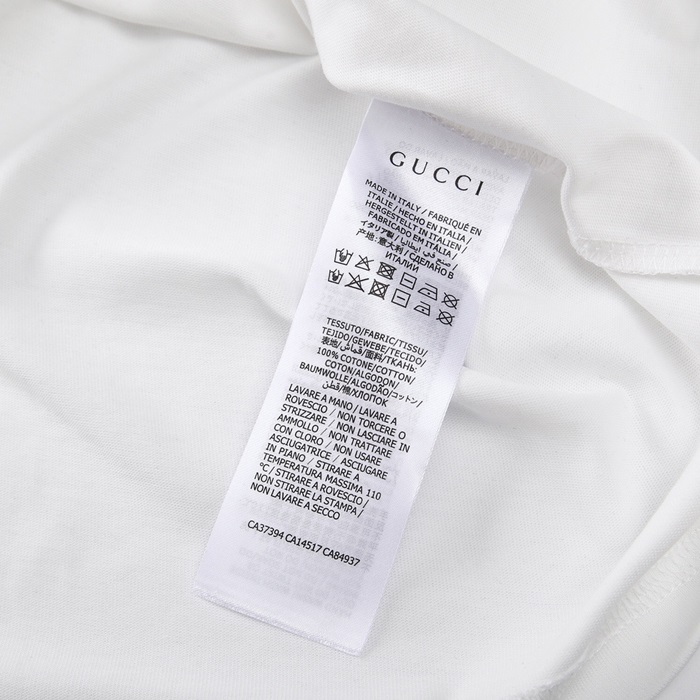 GUCCI
MADE IN ITALY / FABRIQUÉ EN
ITALIE / HECHO EN ITALIA /
HERGESTELLT IN ITALIEN /
FABRICADO EM ITÁLIA /
イタリア製 / صنع في ايطاليا /
产地: 意大利 / СДЕЛАНО В
ИТАЛИИ
TESSUTO/FABRIC/TISSU/
TEJIDO/GEWEBE/TECIDO/
表地/قماش/面料/ТКАНЬ:
100% COTONE/COTTON/
COTON/ALGODON/
BAUMWOLLE/ALGODÃO/コットン/
قطن/棉/ХЛОПОК
LAVARE A MANO / LAVARE A
ROVESCIO / NON TORCERE O
STRIZZARE / NON LASCIARE IN
AMMOLLO / NON TRATTARE
CON CLORO / NON USARE
ASCIUGATRICE / ASCIUGARE
IN PIANO / STIRARE A
TEMPERATURA MASSIMA 110
°C/ STIRARE A ROVESCIO /
NON STIRARE LA STAMPA /
NON LAVARE A SECCO
CA37394 CA14517 CA84937